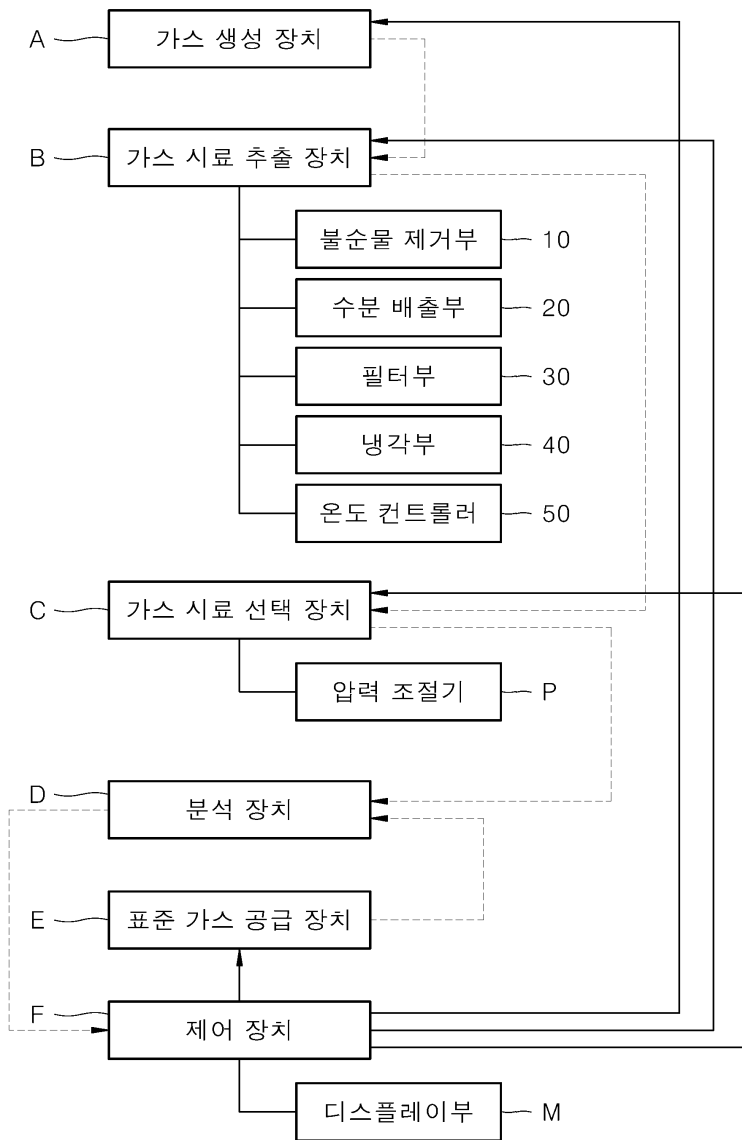 A 가스 생성 장치
B 가스 시료 추출 장치
불순물 제거부 10
수분 배출부 20
필터부 30
냉각부 40
온도 컨트롤러 50
C 가스 시료 선택 장치
압력 조절기 P
D 분석 장치
E 표준 가스 공급 장치
F 제어 장치
디스플레이부 M